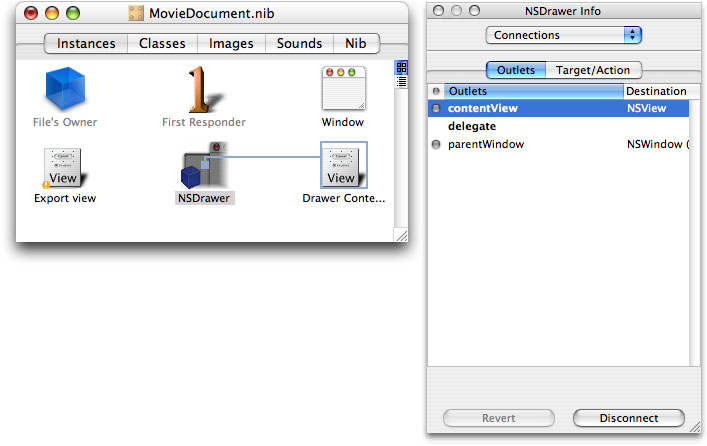 MovieDocument.nib
Instances Classes Images Sounds Nib
File's Owner First Responder Window
View View
Export view NSDrawer Drawer Conte...
NSDrawer Info
Connections
Outlets Target/Action
Outlets Destination
contentView NSView
delegate
parentWindow NSWindow (
Revert Disconnect